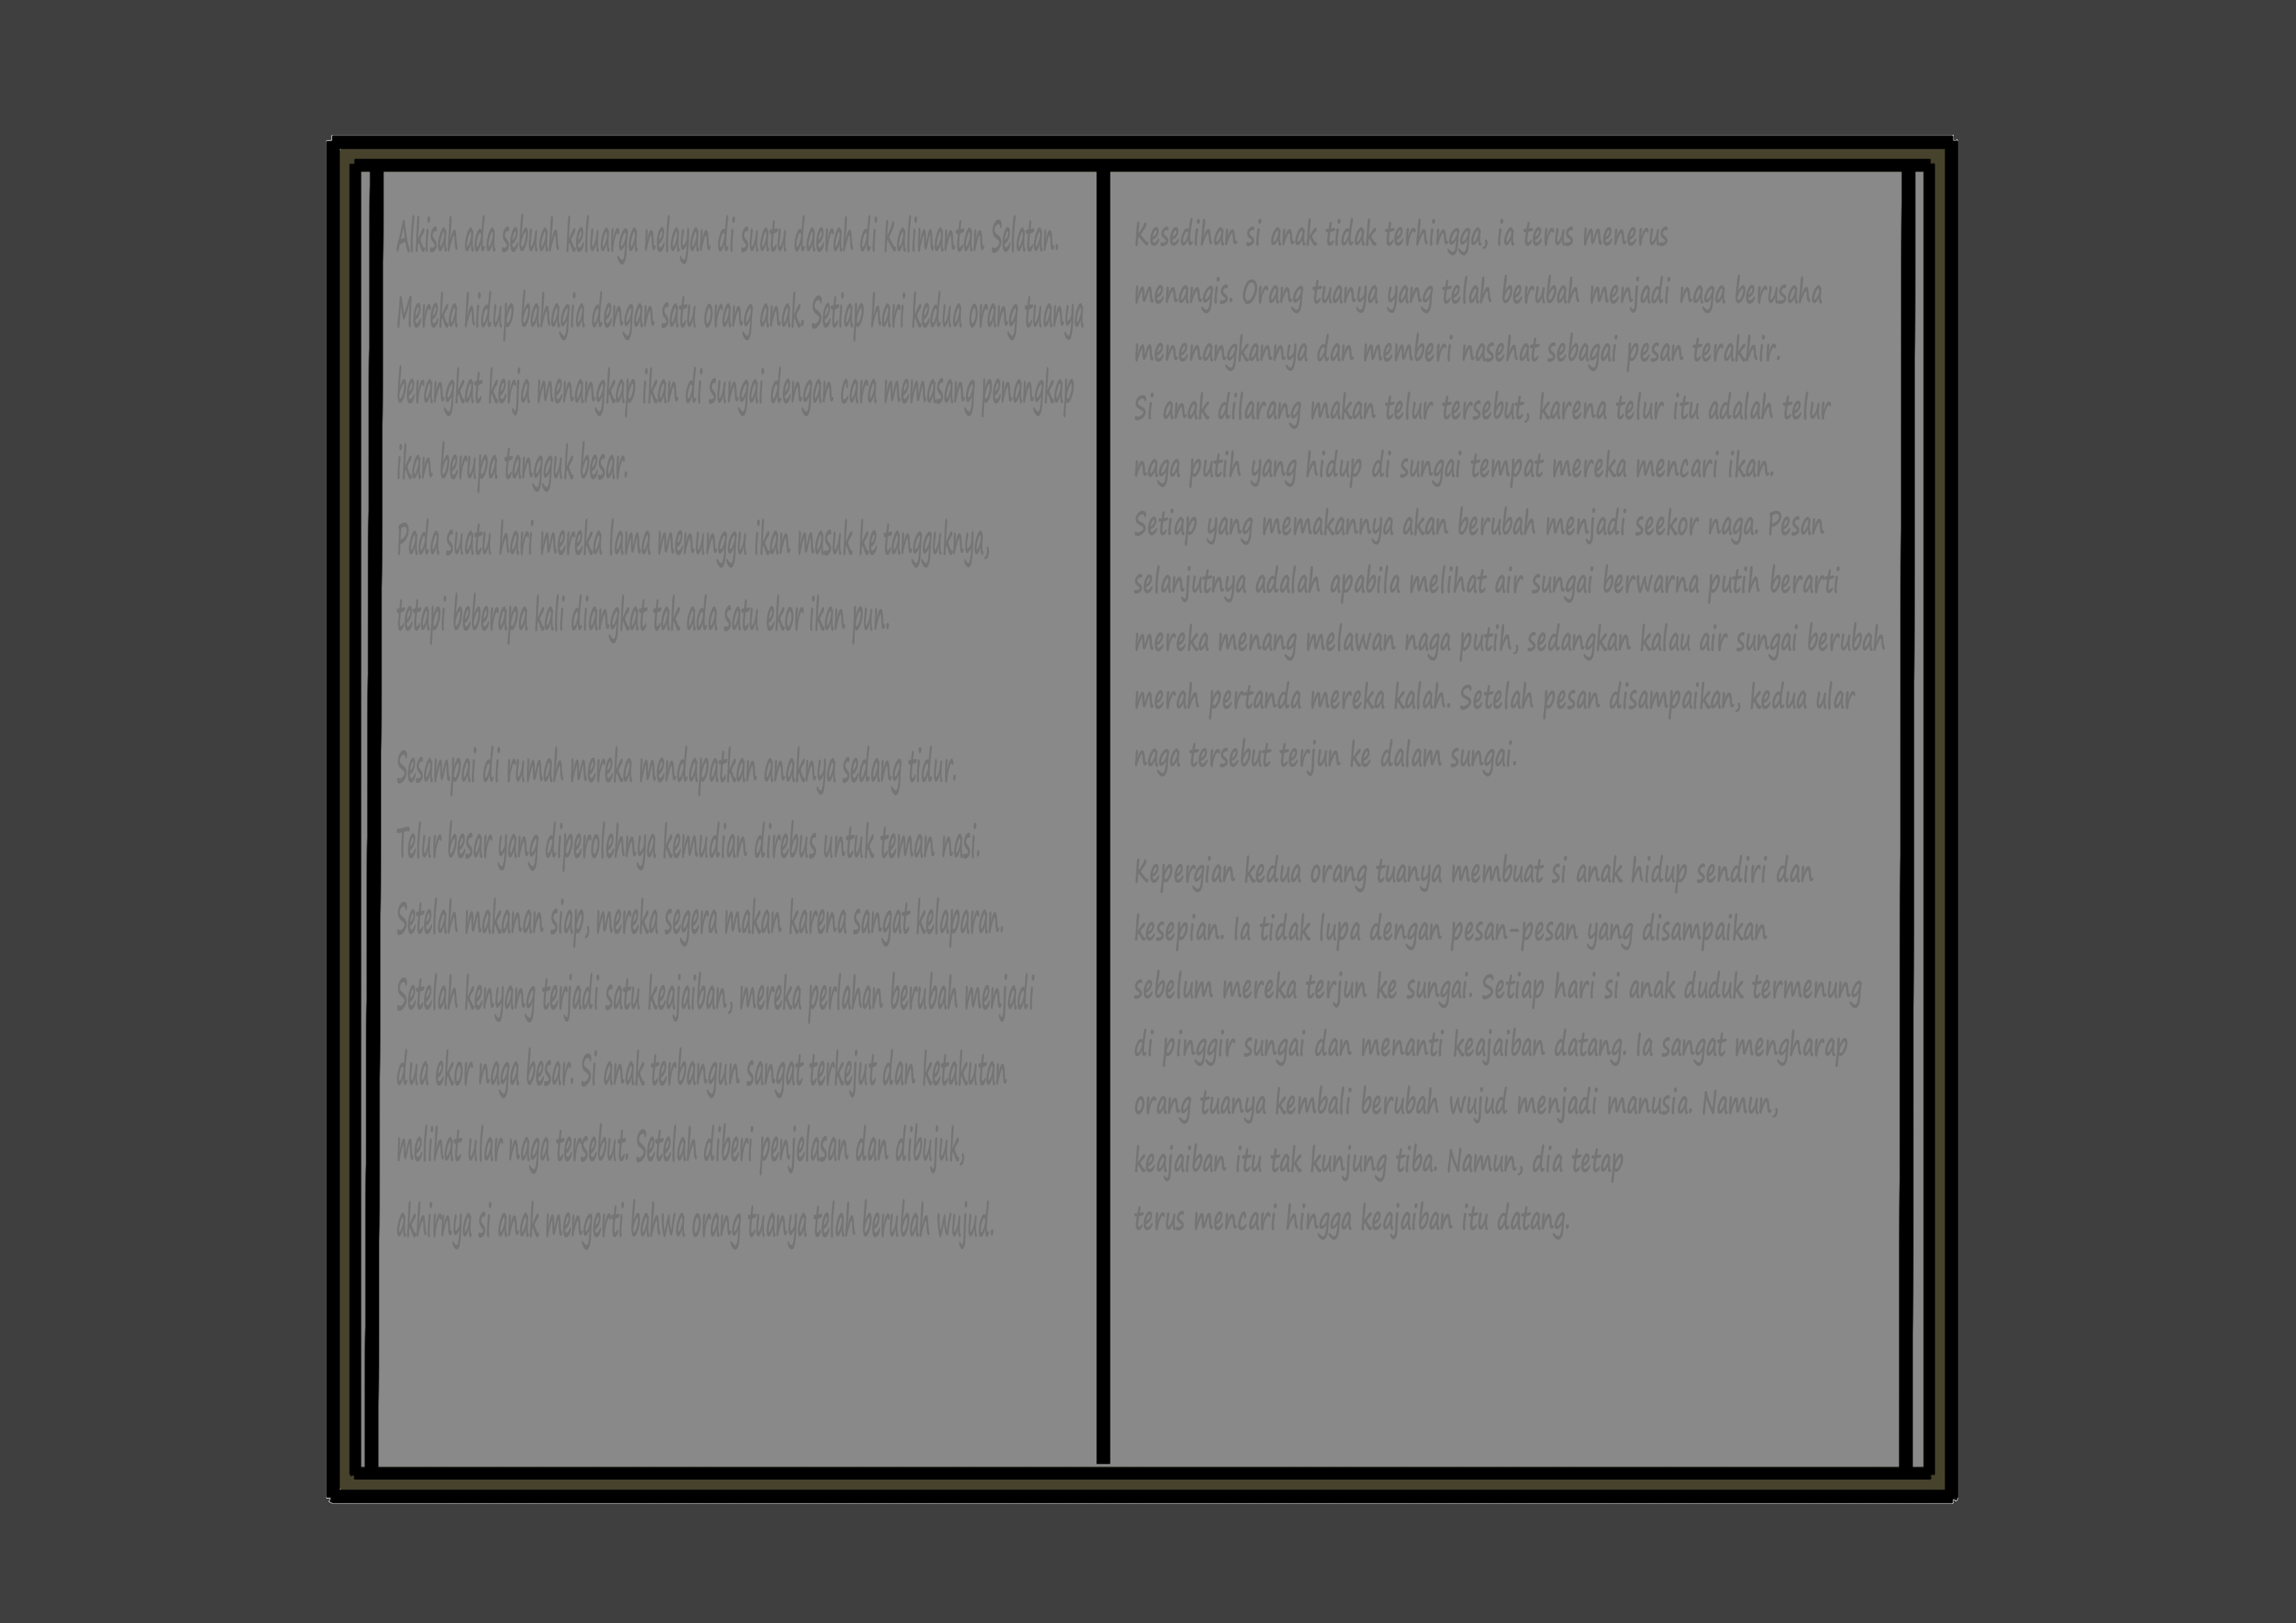 Alkisah ada sebuah keluarga nelayan di suatu daerah di Kalimantan Selatan.
Mereka hidup bahagia dengan satu orang anak. Setiap hari kedua orang tuanya
berangkat kerj menangkap ikan di sungai dengan cara memasang penangkap
ikan berupa tangguk besar.
Pada suatu hari mereka lama menunggu ikan masuk ke tangguknya,
tetapi beberapa kali diangkat tak ada satu ekor ikan pun.
Sesampai di rumah mereka mendapatkan anaknya sedang tidur.
Telur besar yang diperolehnya kemudian direbus untuk teman nasi.
Setelah makanan siap, mereka segera makan karena sangat kelaparan.
Setelah kenyang terjadi satu keajaiban, mereka perlahan berubah menjadi
dua ekor naga besar. Si anak terbangun sangat terkejut dan ketakutan
melihat ular naga tersebut. Setelah diberi penjelasan dan dibujuk,
akhirnya si anak mengerti bahwa orang tuanya telah berubah wujud.
Kesedihan si anak tidak terhingga, ia terus menerus
menangis. Orang tuanya yang telah berubah menjadi naga berusaha
menenangkannya dan memberi nasehat sebagai pesan terakhir.
Si anak dilarang makan telur tersebut, karena telur itu adalah telur
naga putih yang hidup di sungai tempat mereka mencari ikan.
Setiap yang memakannya akan berubah menjadi seekor naga. Pesan
selanjutnya adalah apabila melihat air sungai berwarna putih berarti
mereka menang melawan naga putih, sedangkan kalau air sungai berubah
merah pertanda mereka kalah. Setelah pesan disampaikan, kedua ular
naga tersebut terjun ke dalam sungai.
Kepergian kedua orang tuanya membuat si anak hidup sendiri dan
kesepian. Ia tidak lupa dengan pesan-pesan yang disampaikan
sebelum mereka terjun ke sungai. Setiap hari si anak duduk termenung
di pinggir sungai dan menanti keajaiban datang. Ia sangat mengharap
orang tuanya kembali berubah wujud menjadi manusia. Namun,
keajaiban itu tak kunjung tiba. Namun, dia tetap
terus mencari hingga keajaiban itu datang.